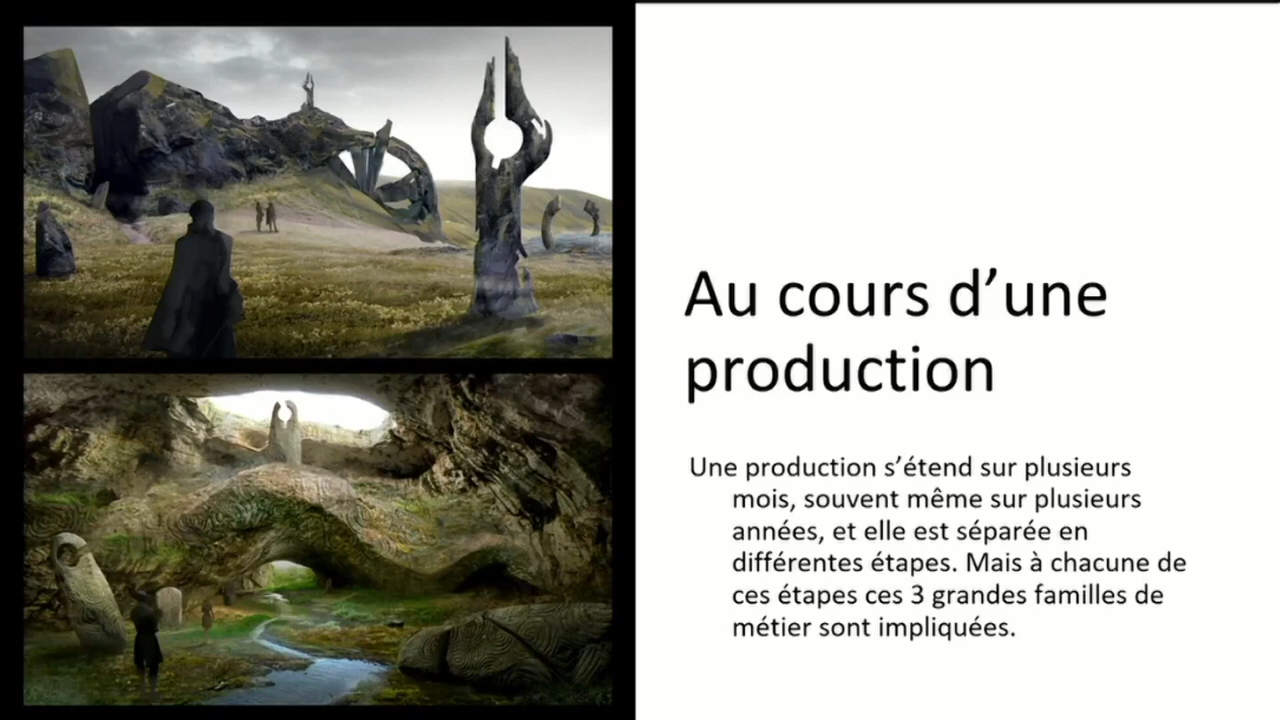 Au cours d’une
production
Une production s’étend sur plusieurs
mois, souvent même sur plusieurs
années, et elle est séparée en
différentes étapes. Mais à chacune de
ces étapes ces 3 grandes familles de
métier sont impliquées.